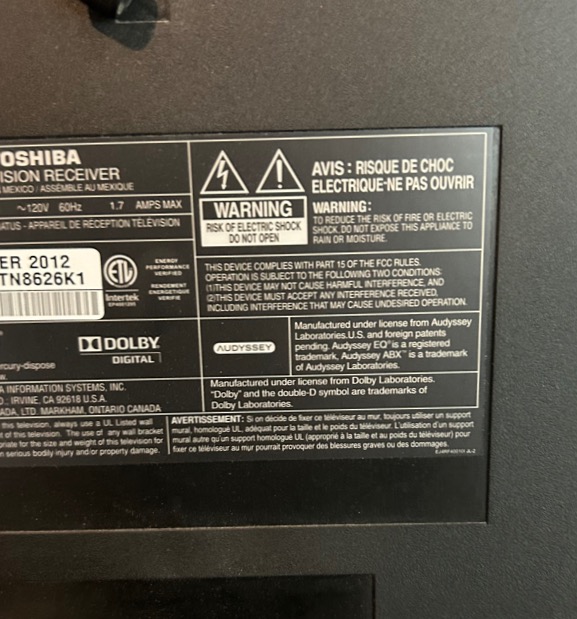 OSHIBA
ISION RECEIVER
MEXICO / ASSEMBLÉ AU MEXIQUE
~120V 60Hz 1.7 AMPS MAX
ATUS - APPAREIL DE RÉCEPTION TÉLÉVISION
ER 2012
TN8626K1
Intertek
ENERGY
PERFORMANCE
VERIFIED
RENDEMENT
ENERGETIQUE
VERIFIE
DOLBY
DIGITAL
rcury-dispose
A INFORMATION SYSTEMS, INC.
IRVINE, CA 92618 U.S.A.
ADA, LTD. MARKHAM, ONTARIO CANADA
this television, always use a UL Listed wall
t of this television. The use of any wall bracket
riate for the size and weight of this television for
n serious bodily injury and/or property damage.
WARNING
RISK OF ELECTRIC SHOCK
DO NOT OPEN
AVIS : RISQUE DE CHOC
ELECTRIQUE-NE PAS OUVRIR
WARNING:
TO REDUCE THE RISK OF FIRE OR ELECTRIC
SHOCK. DO NOT EXPOSE THIS APPLIANCE TO
RAIN OR MOISTURE.
THIS DEVICE COMPLIES WITH PART 15 OF THE FCC RULES.
OPERATION IS SUBJECT TO THE FOLLOWING TWO CONDITIONS:
(1)THIS DEVICE MAY NOT CAUSE HARMFUL INTERFERENCE, AND
(2)THIS DEVICE MUST ACCEPT ANY INTERFERENCE RECEIVED,
INCLUDING INTERFERENCE THAT MAY CAUSE UNDESIRED OPERATION.
AUDYSSEY
Manufactured under license from Audyssey
Laboratories.U.S. and foreign patents
pending. Audyssey EQ® is a registered
trademark, Audyssey ABX™ is a trademark
of Audyssey Laboratories.
Manufactured under license from Dolby Laboratories.
"Dolby" and the double-D symbol are trademarks of
Dolby Laboratories.
AVERTISSEMENT: Si on décide de fixer ce téléviseur au mur, toujours utiliser un support
mural, homologué UL, adéquat pour la taille et le poids du téléviseur. L'utilisation d'un support
mural autre qu'un support homologué UL (approprié à la taille et au poids du téléviseur) pour
fixer ce téléviseur au mur pourrait provoquer des blessures graves ou des dommages.